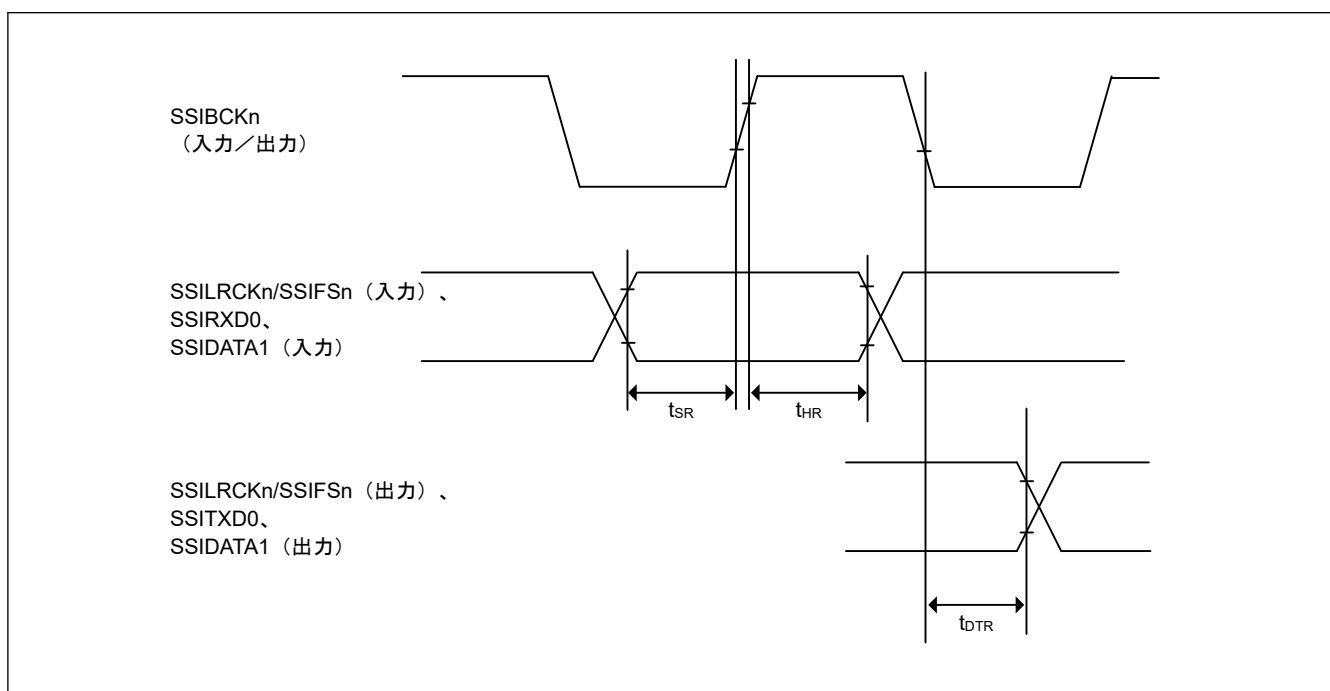 SSIBCKn
（入力／出力）
SSILRCKn/SSIFSn（入力）、
SSIRXD0、
SSIDATA1（入力）
tSR
tHR
SSILRCKn/SSIFSn（出力）、
SSITXD0、
SSIDATA1（出力）
tDTR